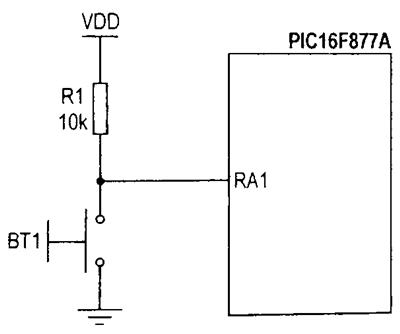 VDD
PIC16F877A
R1
10k
RA1
BT1